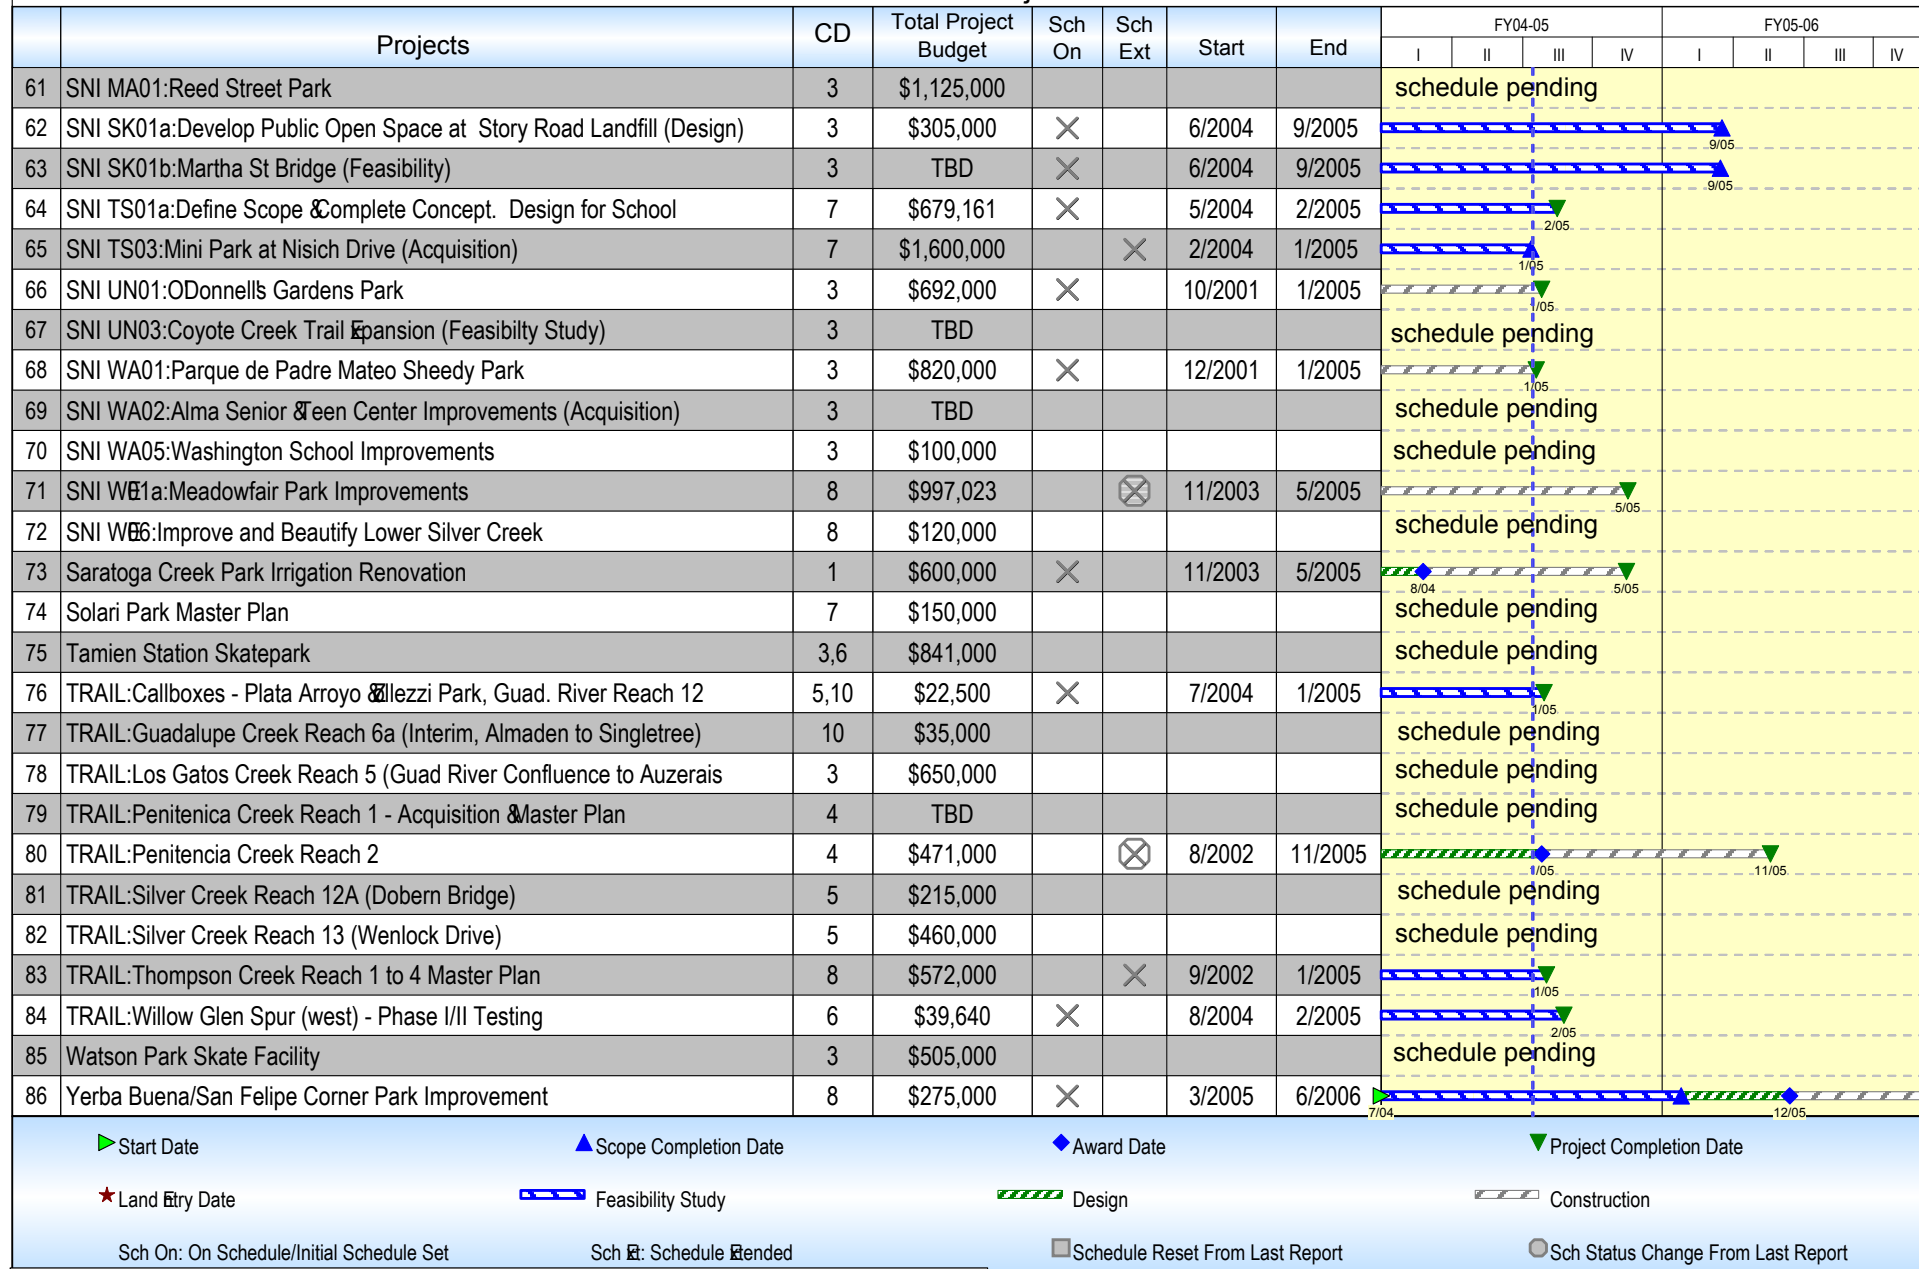 Projects CD Total Project Budget Sch On Sch Ext Start End FY04-05 FY05-06
I II III IV I II III IV
61 SNI MA01:Reed Street Park 3 $1,125,000 schedule pending
62 SNI SK01a:Develop Public Open Space at Story Road Landfill (Design) 3 $305,000 6/2004 9/2005 9/05
63 SNI SK01b:Martha St Bridge (Feasibility) 3 TBD 6/2004 9/2005 9/05
64 SNI TS01a:Define Scope &Complete Concept. Design for School 7 $679,161 5/2004 2/2005 2/05
65 SNI TS03:Mini Park at Nisich Drive (Acquisition) 7 $1,600,000 2/2004 1/2005 1/05
66 SNI UN01:O'Donnell's Gardens Park 3 $692,000 10/2001 1/2005 1/05
67 SNI UN03:Coyote Creek Trail Expansion (Feasibilty Study) 3 TBD schedule pending
68 SNI WA01:Parque de Padre Mateo Sheedy Park 3 $820,000 12/2001 1/2005 1/05
69 SNI WA02:Alma Senior &Teen Center Improvements (Acquisition) 3 TBD schedule pending
70 SNI WA05:Washington School Improvements 3 $100,000 schedule pending
71 SNI WE01a:Meadowfair Park Improvements 8 $997,023 11/2003 5/2005 5/05
72 SNI WE06:Improve and Beautify Lower Silver Creek 8 $120,000 schedule pending
73 Saratoga Creek Park Irrigation Renovation 1 $600,000 11/2003 5/2005 8/04 5/05
74 Solari Park Master Plan 7 $150,000 schedule pending
75 Tamien Station Skatepark 3,6 $841,000 schedule pending
76 TRAIL:Callboxes - Plata Arroyo & Park, Guad. River Reach 12 5,10 $22,500 7/2004 1/2005 1/05
77 TRAIL:Guadalupe Creek Reach 6a (Interim, Almaden to Singletree) 10 $35,000 schedule pending
78 TRAIL:Los Gatos Creek Reach 5 (Guad River Confluence to Auzerais 3 $650,000 schedule pending
79 TRAIL:Penitenica Creek Reach 1 - Acquisition &Master Plan 4 TBD schedule pending
80 TRAIL:Penitencia Creek Reach 2 4 $471,000 8/2002 11/2005 1/05 11/05
81 TRAIL:Silver Creek Reach 12A (Dobern Bridge) 5 $215,000 schedule pending
82 TRAIL:Silver Creek Reach 13 (Wenlock Drive) 5 $460,000 schedule pending
83 TRAIL:Thompson Creek Reach 1 to 4 Master Plan 8 $572,000 9/2002 1/2005 1/05
84 TRAIL:Willow Glen Spur (west) - Phase I/II Testing 6 $39,640 8/2004 2/2005 2/05
85 Watson Park Skate Facility 3 $505,000 schedule pending
86 Yerba Buena/San Felipe Corner Park Improvement 8 $275,000 3/2005 6/2006 7/04 12/05
Start Date Scope Completion Date Award Date Project Completion Date
Land Entry Date Feasibility Study Design Construction
Sch On: On Schedule/Initial Schedule Set Sch Ext: Schedule Extended Schedule Reset From Last Report Sch Status Change From Last Report